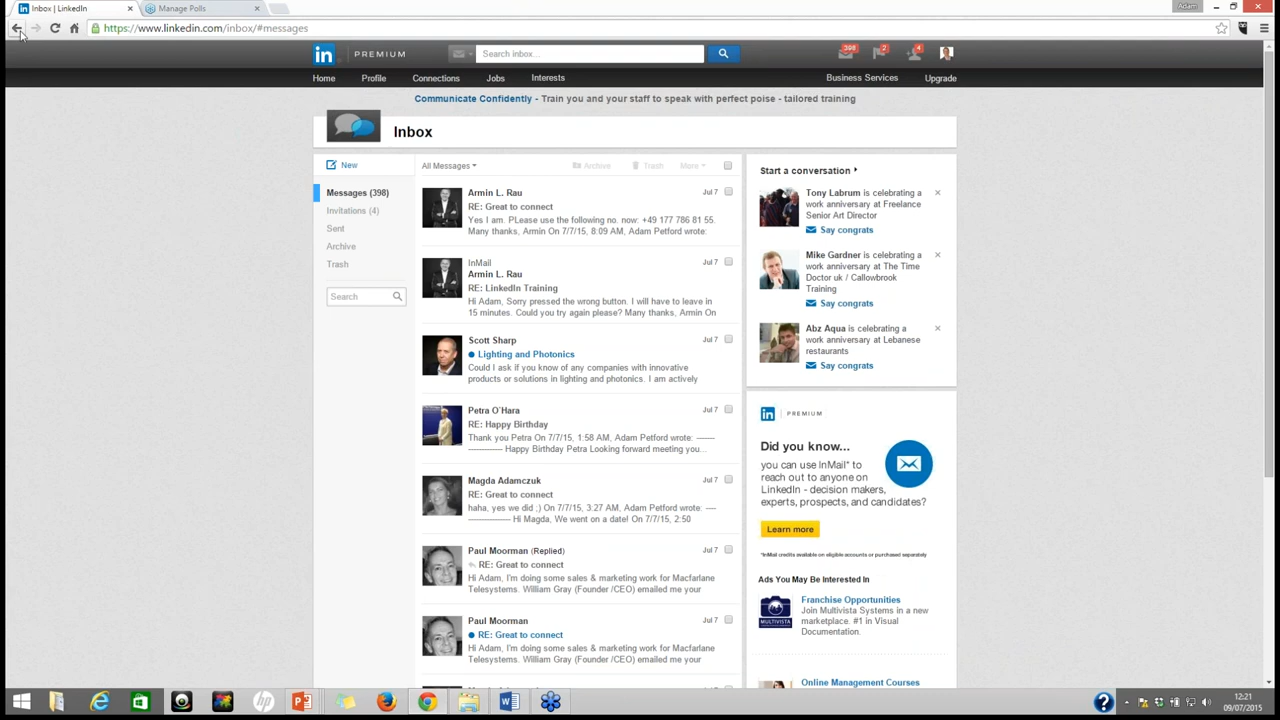 Inbox | LinkedIn
Manage Polls
Adam
https://www.linkedin.com/inbox/#messages
in PREMIUM
Search inbox...
398
2
4
Home Profile Connections Jobs Interests
Business Services Upgrade
Communicate Confidently - Train you and your staff to speak with perfect poise - tailored training
Inbox
New
Messages (398)
Invitations (4)
Sent
Archive
Trash
Search
All Messages
Archive
Trash
More
Armin L. Rau
Jul 7
RE: Great to connect
Yes I am. PLease use the following no. now: +49 177 786 81 55.
Many thanks, Armin On 7/7/15, 8:09 AM, Adam Petford wrote:
InMail
Jul 7
Armin L. Rau
RE: LinkedIn Training
Hi Adam, Sorry pressed the wrong button. I will have to leave in
15 minutes. Could you try again please? Many thanks, Armin On
Scott Sharp
Jul 7
Lighting and Photonics
Could I ask if you know of any companies with innovative
products or solutions in lighting and photonics. I am actively
Petra O`Hara
Jul 7
RE: Happy Birthday
Thank you Petra On 7/7/15, 1:58 AM, Adam Petford wrote: -------
-------------- Happy Birthday Petra Looking forward meeting you...
Magda Adamczuk
Jul 7
RE: Great to connect
haha, yes we did ;) On 7/7/15, 3:27 AM, Adam Petford wrote: ----
---------------- Hi Magda, We went on a date! On 7/7/15, 2:50
Paul Moorman (Replied)
Jul 7
RE: Great to connect
Hi Adam, I'm doing some sales & marketing work for Macfarlane
Telesystems. William Gray (Founder /CEO) emailed me your
Paul Moorman
Jul 7
RE: Great to connect
Hi Adam, I'm doing some sales & marketing work for Macfarlane
Telesystems. William Gray (Founder /CEO) emailed me your
Jul 7
Start a conversation
Tony Labrum is celebrating a
work anniversary at Freelance
Senior Art Director
Say congrats
Mike Gardner is celebrating a
work anniversary at The Time
Doctor uk / Callowbrook
Training
Say congrats
Abz Aqua is celebrating a
work anniversary at Lebanese
restaurants
Say congrats
in PREMIUM
Did you know...
you can use InMail* to
reach out to anyone on
LinkedIn - decision makers,
experts, prospects, and candidates?
Learn more
*InMail credits available on eligible accounts or purchased separately
Ads You May Be Interested In
MULTIVISTA
Franchise Opportunities
Join Multivista Systems in a new
marketplace. #1 in Visual
Documentation.
Online Management Courses
12:21
09/07/2015